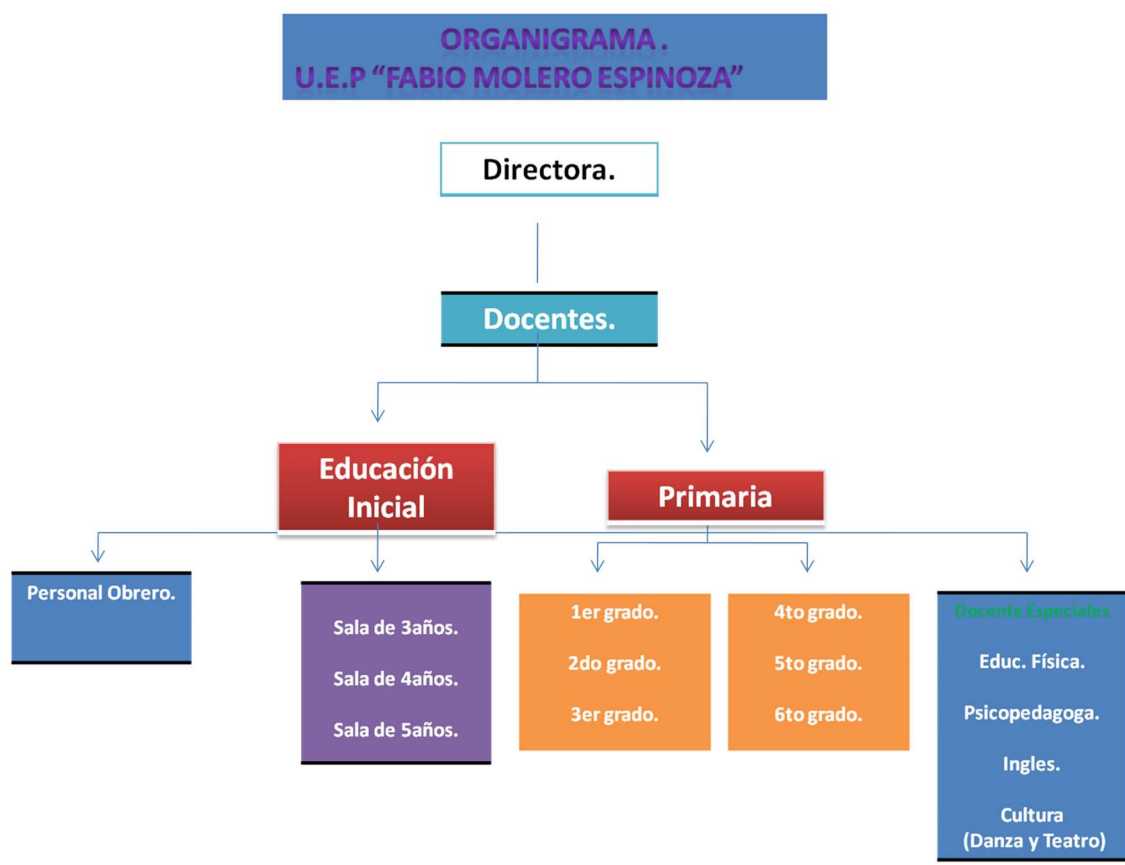 ORGANIGRAMA.
U.E.P “FABIO MOLERO ESPINOZA”
Directora.
Docentes.
Educación
Inicial
Primaria
Personal Obrero.
Sala de 3años.
Sala de 4años.
Sala de 5años.
1er grado.
2do grado.
3er grado.
4to grado.
5to grado.
6to grado.
Docente Especiales
Educ. Física.
Psicopedagoga.
Ingles.
Cultura
(Danza y Teatro)